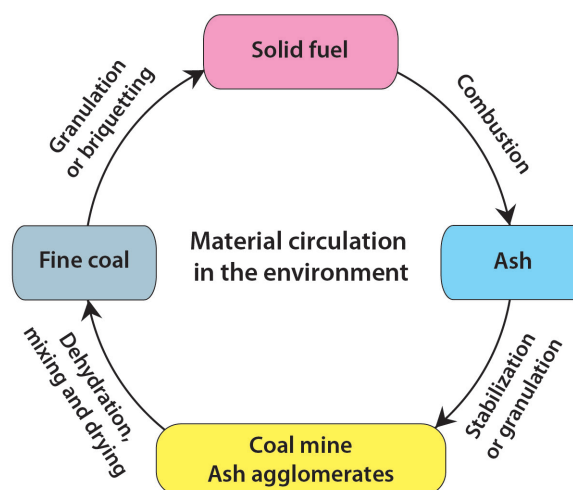 Solid fuel
Granulation
or briquetting
Combustion
Fine coal
Material circulation
in the environment
Ash
Dehydration,
mixing and drying
Stabilization
or granulation
Coal mine
Ash agglomerates